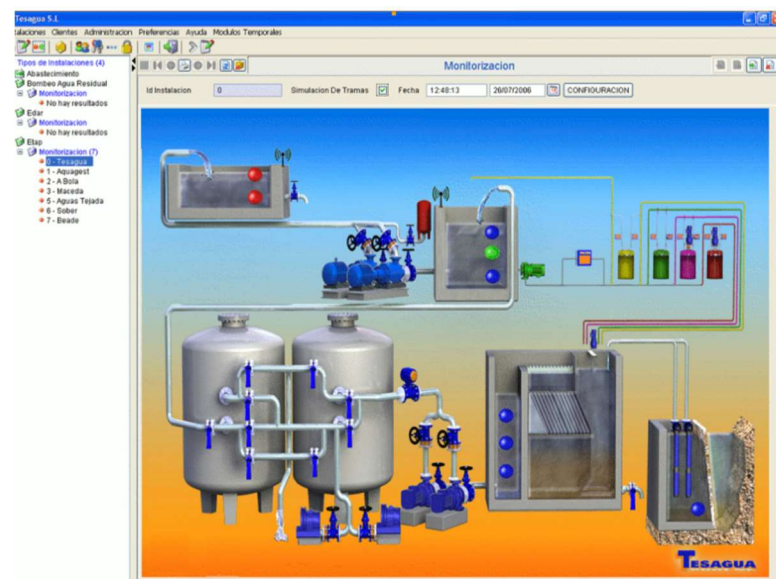 Tesagua S.L
talaciones Clientes Administracion Preferencias Ayuda Modulos Temporales
Tipos de Instalaciones (4)
Abastecimiento
Bombeo Agua Residual
Monitorizacion
No hay resultados
Edar
Monitorizacion
No hay resultados
Etap
Monitorizacion (7)
0 - Tesagua
1 - Aquagest
2 - A Bola
3 - Maceda
5 - Aguas Tejada
6 - Sober
7 - Beade
Monitorizacion
Id Instalacion 0 Simulacion De Tramas Fecha 12:48:13 26/07/2006 CONFIGURACION
TESAGUA